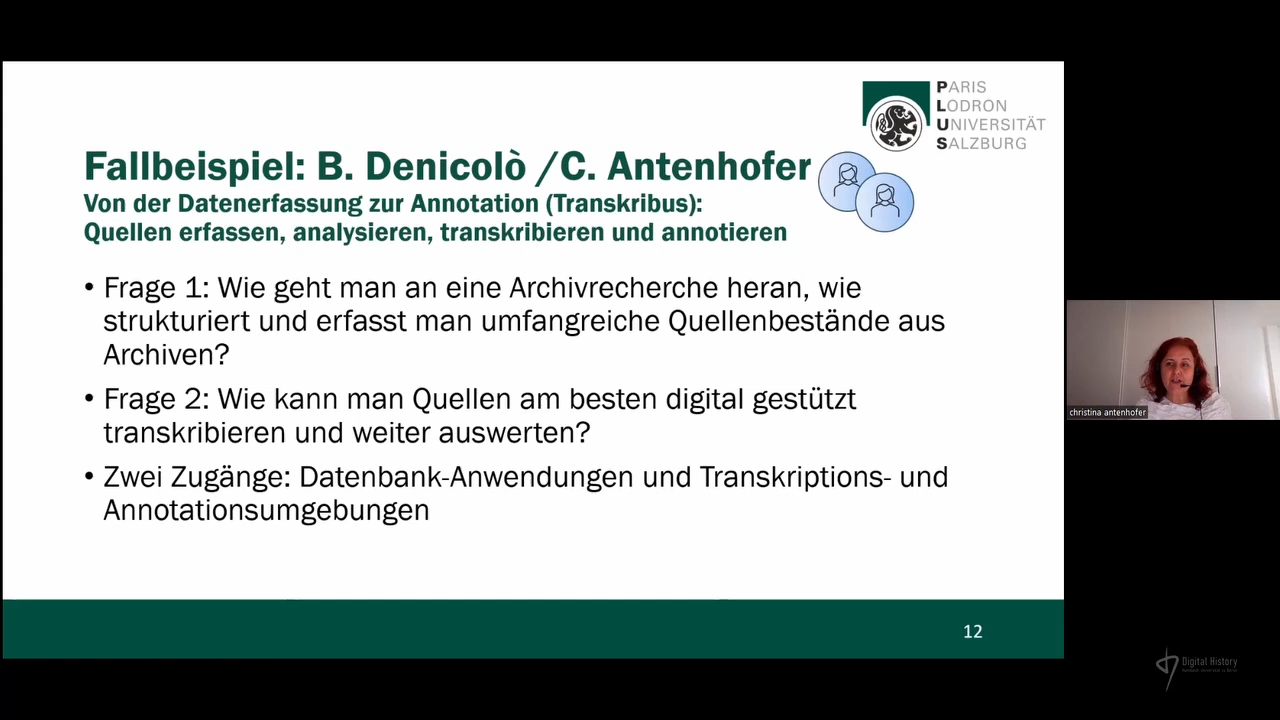 PARIS
LODRON
UNIVERSITÄT
SALZBURG
Fallbeispiel: B. Denicolò /C. Antenhofer
Von der Datenerfassung zur Annotation (Transkribus):
Quellen erfassen, analysieren, transkribieren und annotieren
• Frage 1: Wie geht man an eine Archivrecherche heran, wie
strukturiert und erfasst man umfangreiche Quellenbestände aus
Archiven?
• Frage 2: Wie kann man Quellen am besten digital gestützt
transkribieren und weiter auswerten?
• Zwei Zugänge: Datenbank-Anwendungen und Transkriptions- und
Annotationsumgebungen
12
christina antenhofer
Digital History